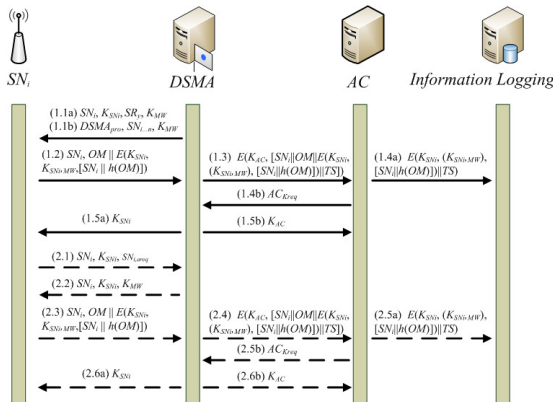 SNi DSMA AC Information Logging
(1.1a) SNi, KSNi, SRy, KMW
(1.1b) DSMApro, SNi...n, KMW
(1.2) SNi, OM || E(KSNi, (1.3) E(KAC, [SNi||OM||E(KSNi, (1.4a) E(KSNi, (KSNi,MW),
KSNi,MW,[SNi || h(OM)]) (KSNi,MW), [SNi||h(OM)])||TS]) [SNi||h(OM)])||TS)
(1.4b) ACKreq
(1.5a) KSNi (1.5b) KAC
(2.1) SNi, KSNi, SNi,areq
(2.2) SNi, KSNi, KMW
(2.3) SNi, OM || E(KSNi, (2.4) E(KAC, [SNi||OM||E(KSNi, (2.5a) E(KSNi, (KSNi,MW),
KSNi,MW,[SNi || h(OM)]) (KSNi,MW), [SNi||h(OM)])||TS]) [SNi||h(OM)])||TS)
(2.5b) ACKreq
(2.6a) KSNi (2.6b) KAC